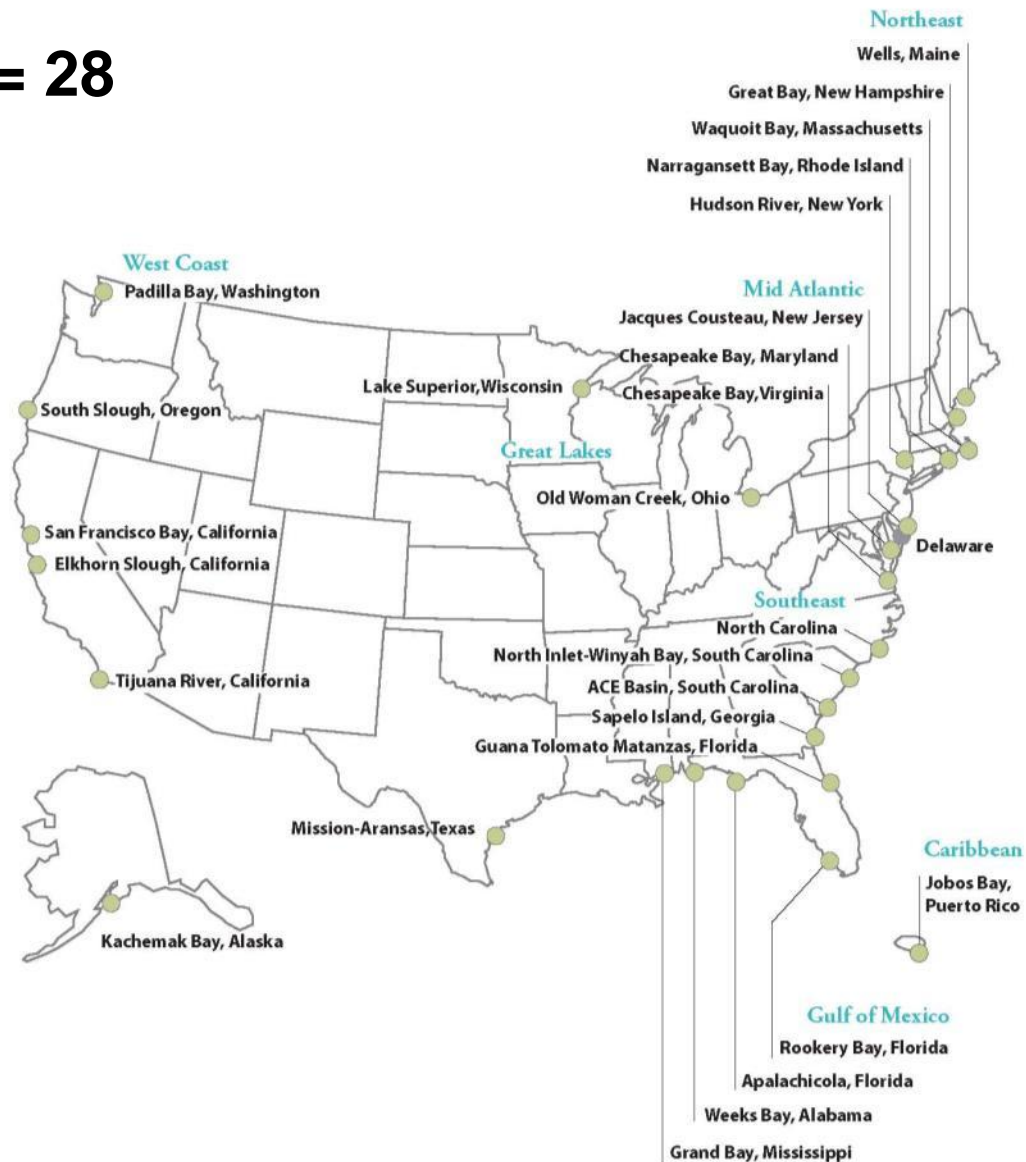 = 28
Northeast
Wells, Maine
Great Bay, New Hampshire
Waquoit Bay, Massachusetts
Narragansett Bay, Rhode Island
Hudson River, New York
West Coast
Padilla Bay, Washington
Mid Atlantic
Jacques Cousteau, New Jersey
Chesapeake Bay, Maryland
Lake Superior, Wisconsin
Chesapeake Bay, Virginia
South Slough, Oregon
Great Lakes
Old Woman Creek, Ohio
San Francisco Bay, California
Delaware
Elkhorn Slough, California
Southeast
North Carolina
North Inlet-Winyah Bay, South Carolina
Tijuana River, California
ACE Basin, South Carolina
Sapelo Island, Georgia
Guana Tolomato Matanzas, Florida
Mission-Aransas, Texas
Caribbean
Jobos Bay,
Puerto Rico
Kachemak Bay, Alaska
Gulf of Mexico
Rookery Bay, Florida
Apalachicola, Florida
Weeks Bay, Alabama
Grand Bay, Mississippi